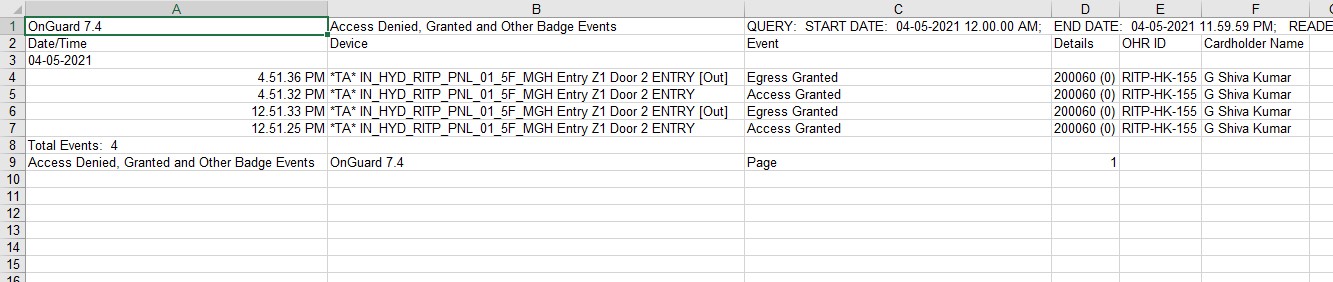 A B C D E F
1 OnGuard 7.4 Access Denied, Granted and Other Badge Events QUERY: START DATE: 04-05-2021 12.00.00 AM; END DATE: 04-05-2021 11.59.59 PM; READE
2 Date/Time Device Event Details OHR ID Cardholder Name
3 04-05-2021
4 4.51.36 PM *TA* IN_HYD_RITP_PNL_01_5F_MGH Entry Z1 Door 2 ENTRY [Out] Egress Granted 200060 (0) RITP-HK-155 G Shiva Kumar
5 4.51.32 PM *TA* IN_HYD_RITP_PNL_01_5F_MGH Entry Z1 Door 2 ENTRY Access Granted 200060 (0) RITP-HK-155 G Shiva Kumar
6 12.51.33 PM *TA* IN_HYD_RITP_PNL_01_5F_MGH Entry Z1 Door 2 ENTRY [Out] Egress Granted 200060 (0) RITP-HK-155 G Shiva Kumar
7 12.51.25 PM *TA* IN_HYD_RITP_PNL_01_5F_MGH Entry Z1 Door 2 ENTRY Access Granted 200060 (0) RITP-HK-155 G Shiva Kumar
8 Total Events: 4
9 Access Denied, Granted and Other Badge Events OnGuard 7.4 Page 1
10
11
12
13
14
15
16